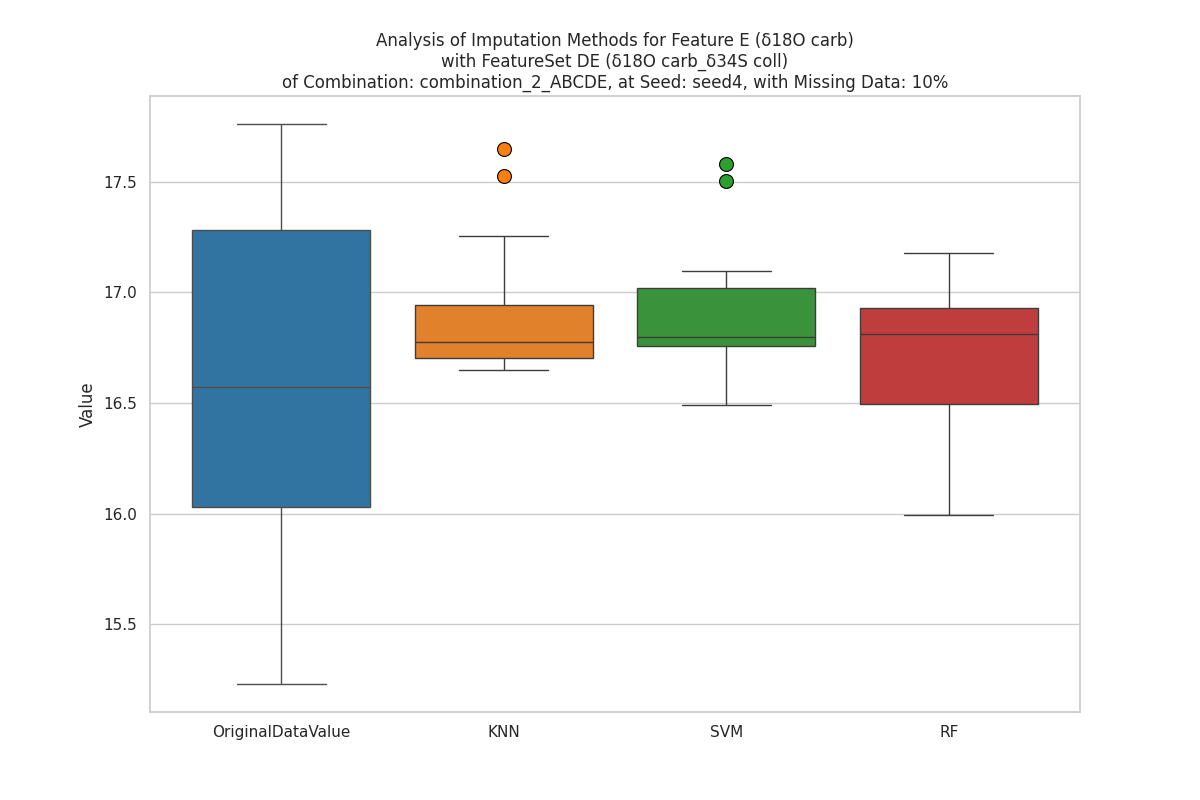 Analysis of Imputation Methods for Feature E (δ18O carb)
with FeatureSet DE (δ18O carb_δ34S coll)
of Combination: combination_2_ABCDE, at Seed: seed4, with Missing Data: 10%
Value
17.5
17.0
16.5
16.0
15.5
OriginalDataValue
KNN
SVM
RF